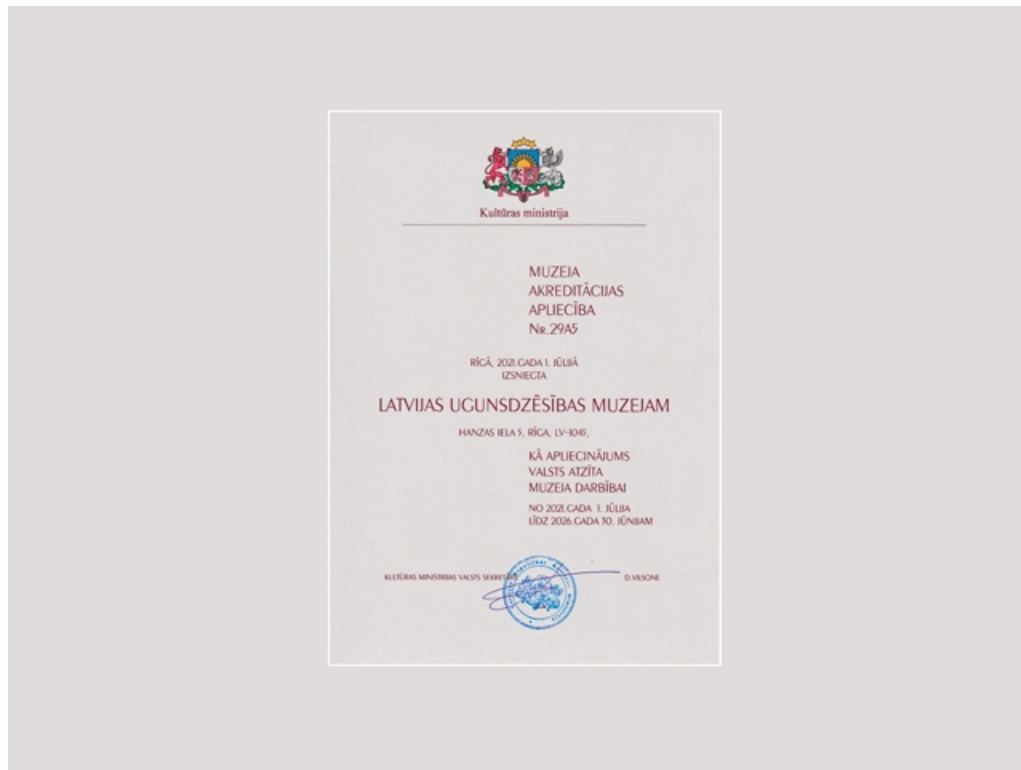 Kultūras ministrija
MUZEJA
AKREDITĀCIJAS
APLIECĪBA
NR.29A5
RĪGĀ, 2021.GADA 1. JŪLIJĀ
IZSNIEGTA
LATVIJAS UGUNSDZĒSĪBAS MUZEJAM
HANZAS IELA 5, RĪGA, LV-1045,
KĀ APLIECINĀJUMS
VALSTS ATZĪTA
MUZEJA DARBĪBAI
NO 2021.GADA 1. JŪLIJA
LĪDZ 2026.GADA 30. JŪNIJAM
KULTŪRAS MINISTRIJAS VALSTS D.VILSONE